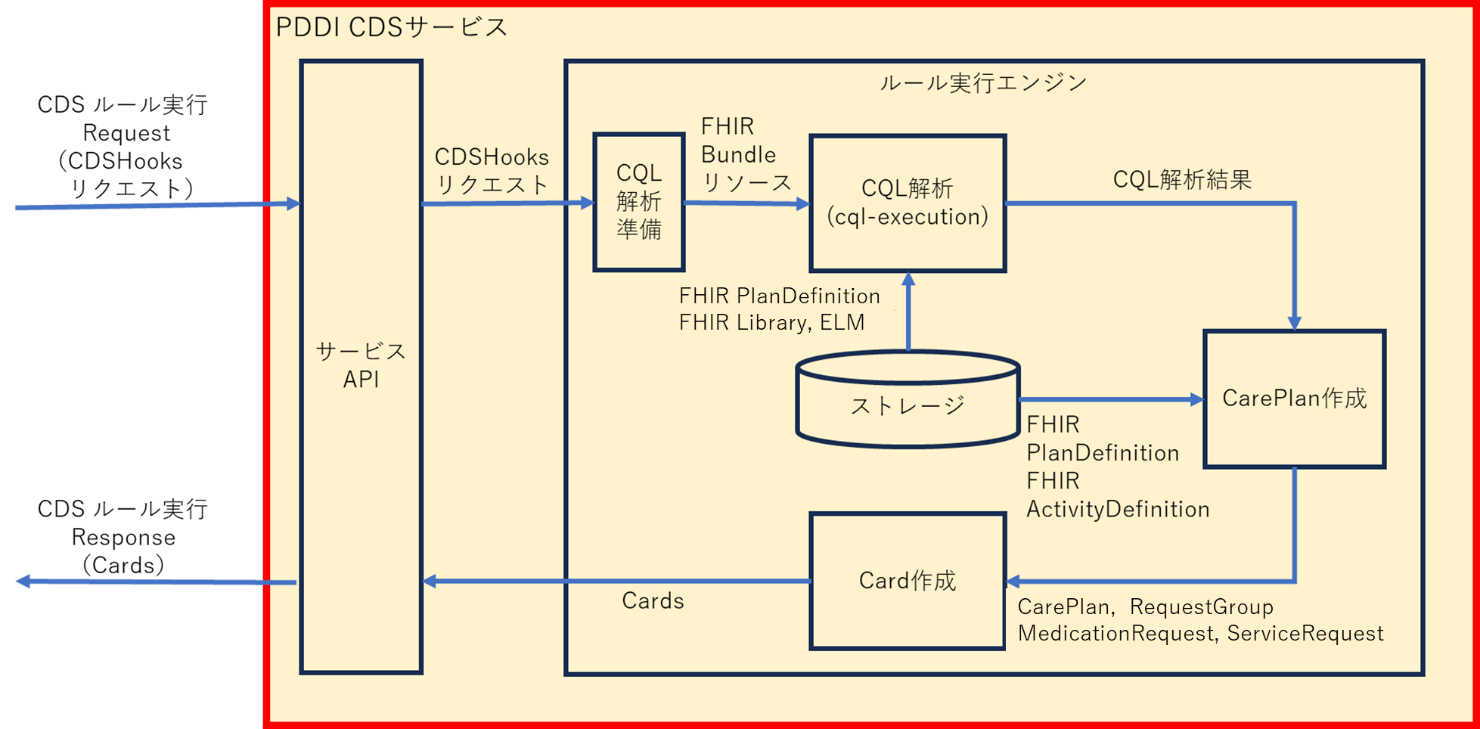 PDDI CDSサービス
ルール実行エンジン
CDS ルール実行
Request
（CDSHooks
リクエスト）
CDSHooks
リクエスト
CQL
解析
準備
FHIR
Bundle
リソース
CQL解析
(cql-execution)
CQL解析結果
FHIR PlanDefinition
FHIR Library, ELM
サービス
API
ストレージ
CarePlan作成
FHIR
PlanDefinition
FHIR
ActivityDefinition
CDS ルール実行
Response
（Cards）
Card作成
Cards
CarePlan, RequestGroup
MedicationRequest, ServiceRequest